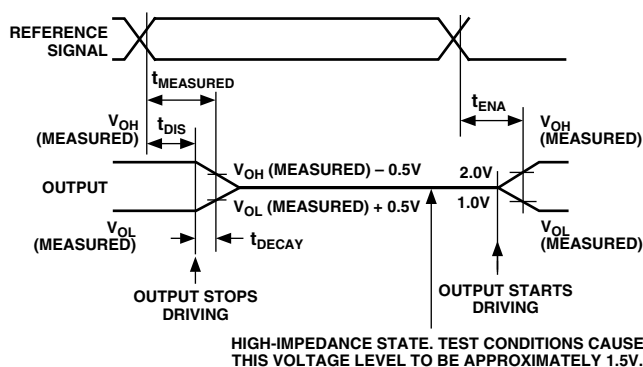 REFERENCE
SIGNAL
tMEASURED
tENA
VOH
(MEASURED)
tDIS
VOH
(MEASURED)
VOH (MEASURED) – 0.5V
2.0V
OUTPUT
VOL (MEASURED) + 0.5V
1.0V
VOL
(MEASURED)
tDECAY
VOL
(MEASURED)
OUTPUT STOPS
DRIVING
OUTPUT STARTS
DRIVING
HIGH-IMPEDANCE STATE. TEST CONDITIONS CAUSE
THIS VOLTAGE LEVEL TO BE APPROXIMATELY 1.5V.